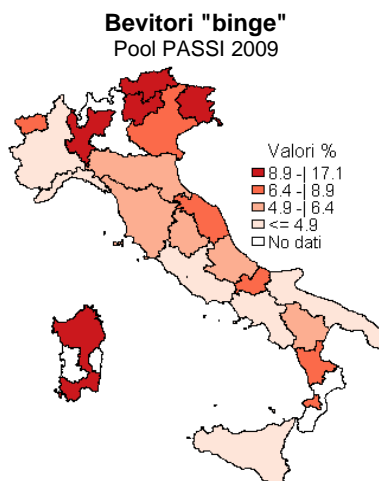 Bevitori "binge"
Pool PASSI 2009
Valori %
8.9 -| 17.1
6.4 -| 8.9
4.9 -| 6.4
<= 4.9
No dati